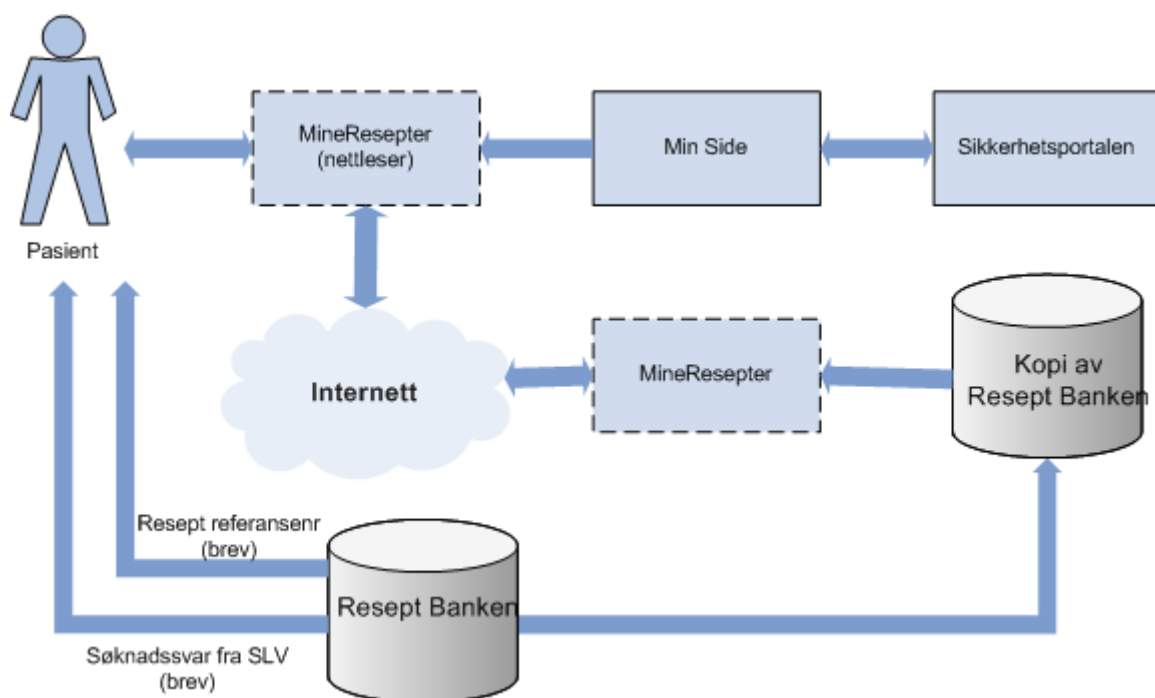 MineResepter
(nettleser)
Min Side
Sikkerhetsportalen
Pasient
Internett
MineResepter
Kopi av
Resept Banken
Resept referansenr
(brev)
Resept Banken
Søknadssvar fra SLV
(brev)